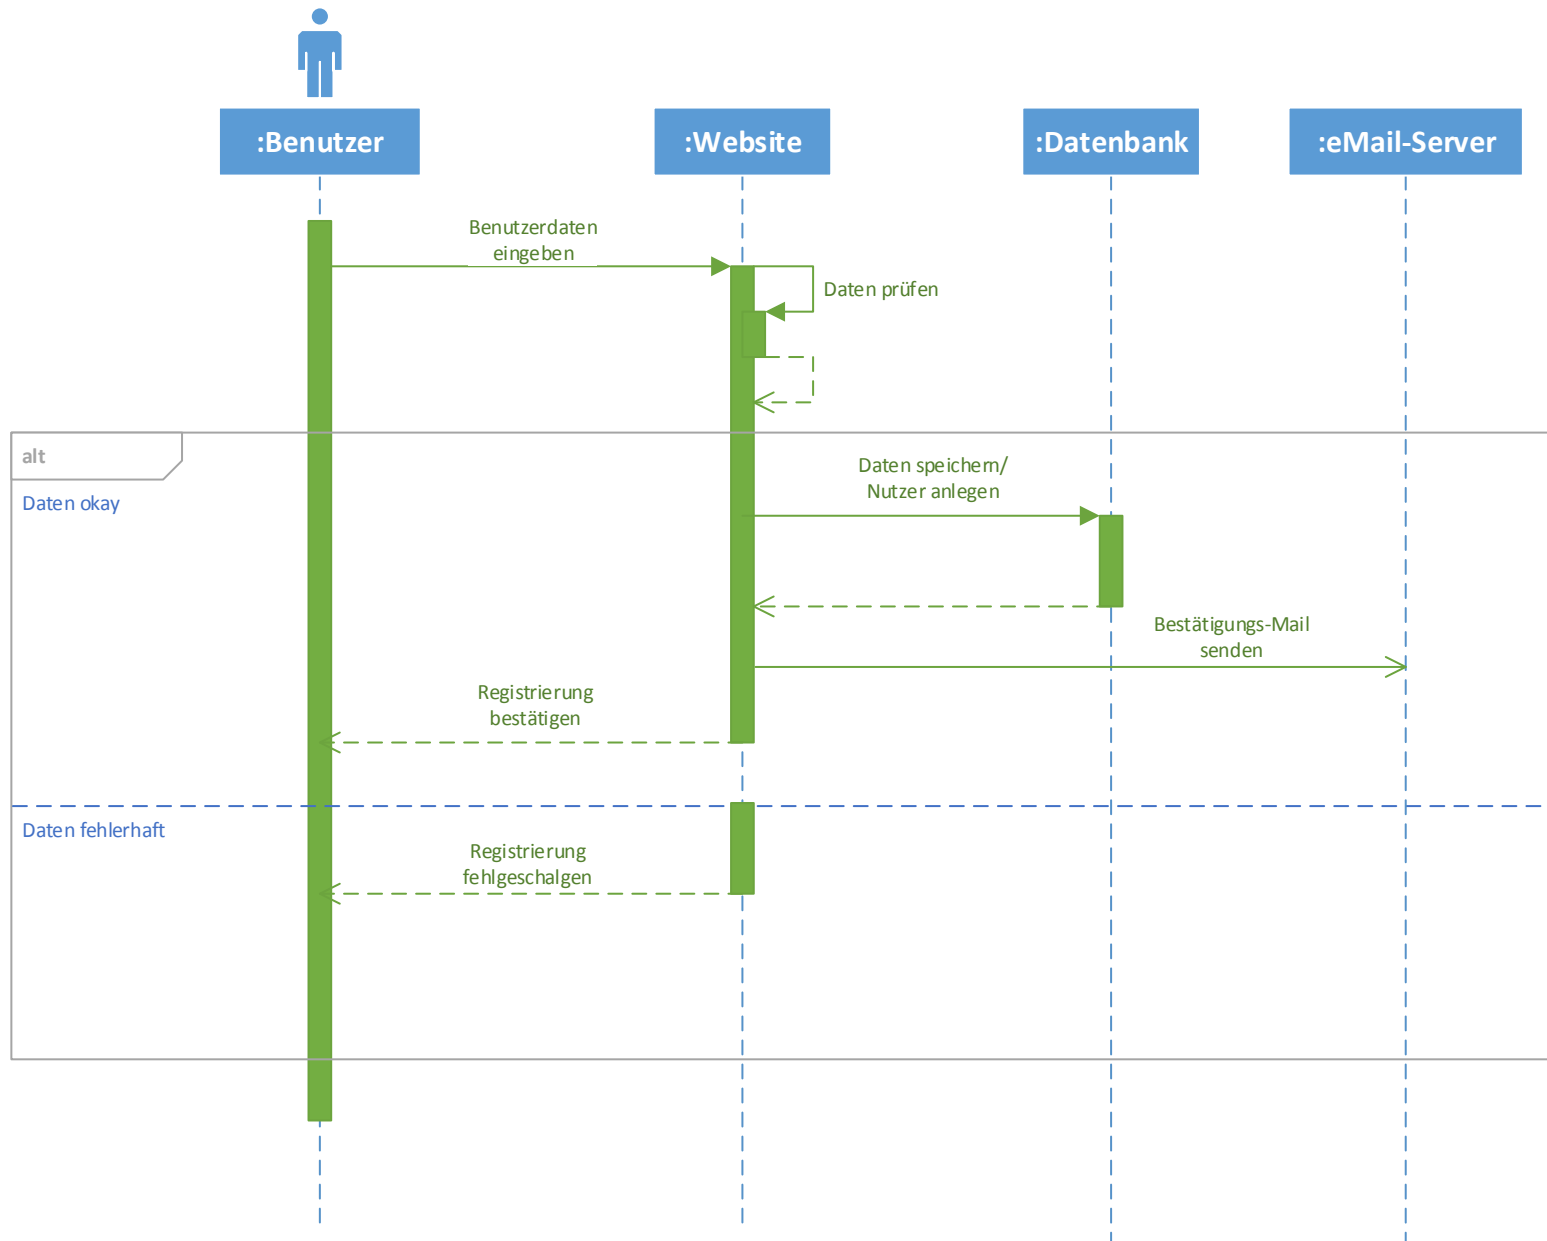 :Benutzer
:Website
:Datenbank
:eMail-Server
Benutzerdaten
eingeben
Daten prüfen
alt
Daten okay
Daten speichern/
Nutzer anlegen
Bestätigungs-Mail
senden
Registrierung
bestätigen
Daten fehlerhaft
Registrierung
fehlgeschalgen